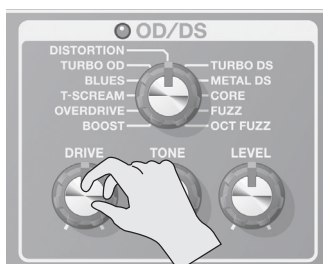 OD/DS
DISTORTION
TURBO OD
TURBO DS
BLUES
METAL DS
T-SCREAM
CORE
OVERDRIVE
FUZZ
BOOST
OCT FUZZ
DRIVE
TONE
LEVEL